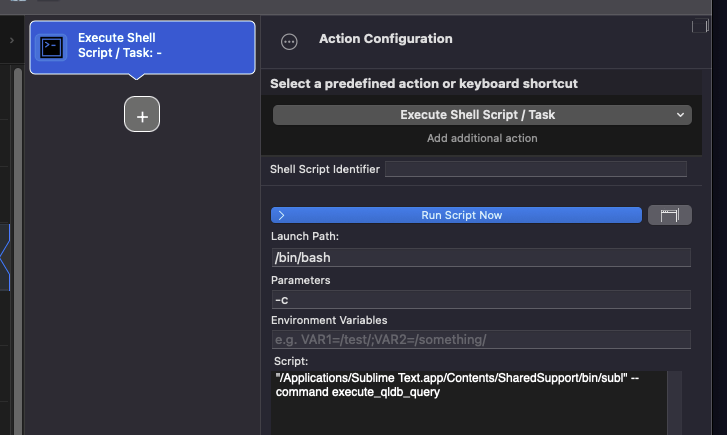 Execute Shell
Script / Task: -
Action Configuration
Select a predefined action or keyboard shortcut
Execute Shell Script / Task
Add additional action
Shell Script Identifier
Run Script Now
Launch Path:
/bin/bash
Parameters
-c
Environment Variables
e.g. VAR1=/test/;VAR2=/something/
Script:
"/Applications/Sublime Text.app/Contents/SharedSupport/bin/subl" --
command execute_qldb_query